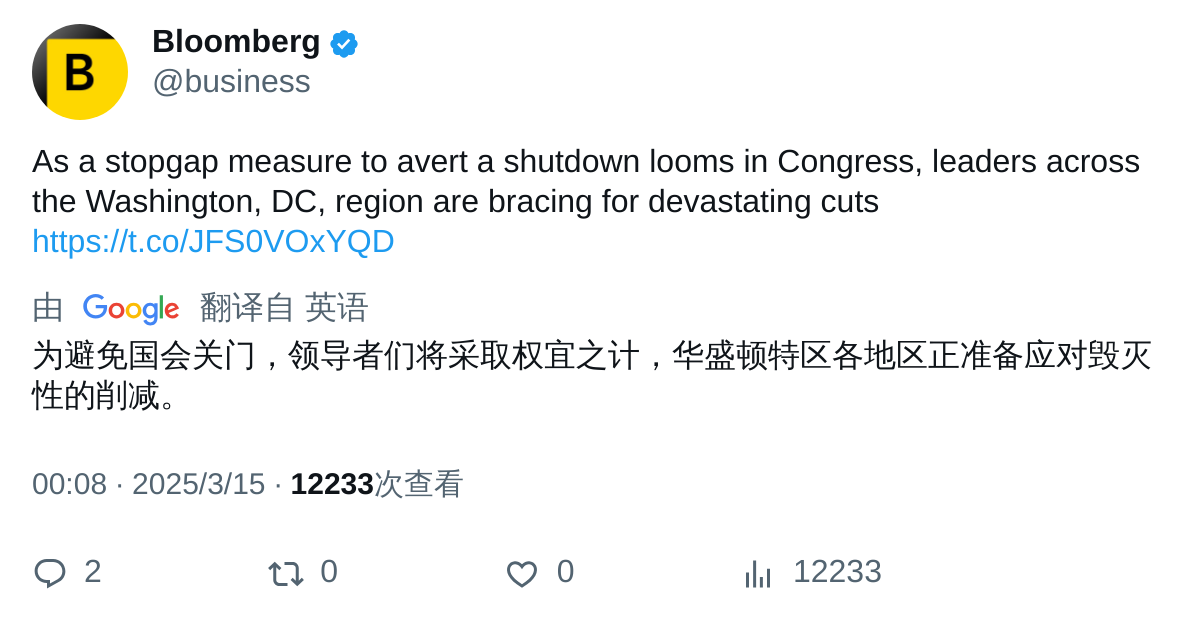 Bloomberg
@business
As a stopgap measure to avert a shutdown looms in Congress, leaders across
the Washington, DC, region are bracing for devastating cuts
https://t.co/JFS0VOxYQD
由 Google 翻译自 英语
为避免国会关门，领导者们将采取权宜之计，华盛顿特区各地区正准备应对毁灭
性的削减。
00:08 · 2025/3/15 · 12233次查看
2 0 0 12233